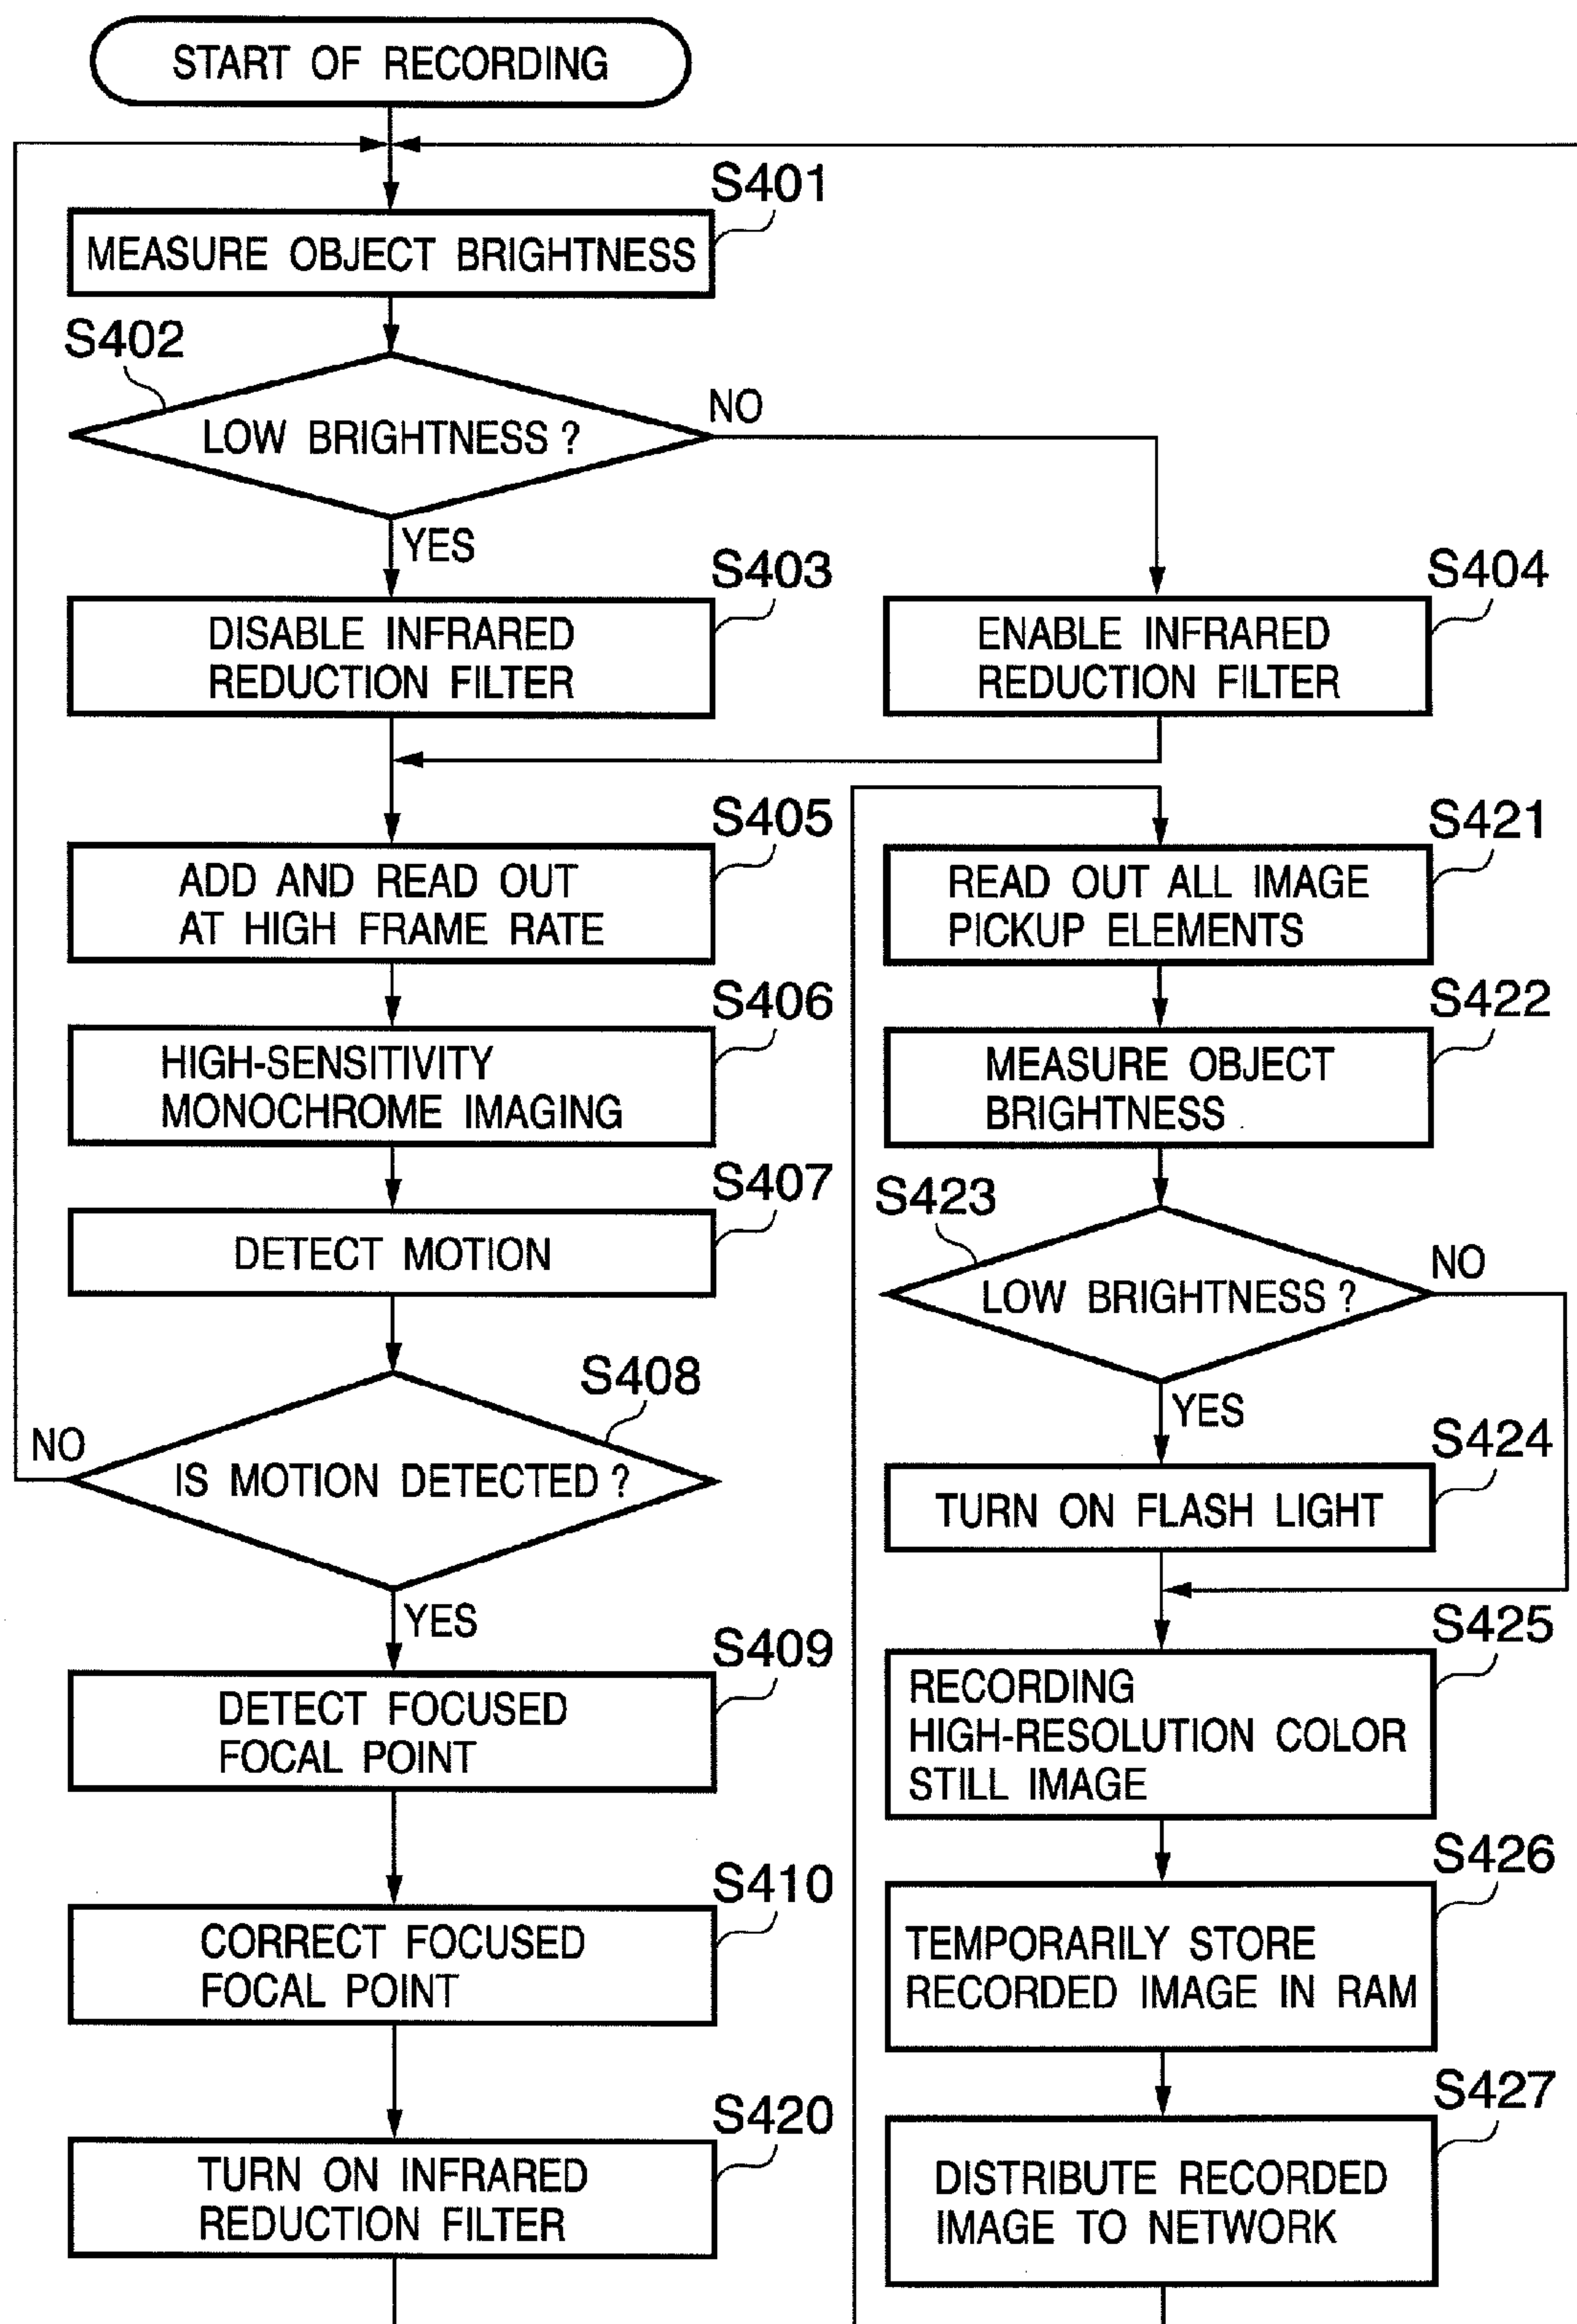 START OF RECORDING
S401
MEASURE OBJECT BRIGHTNESS
S402
LOW BRIGHTNESS ?
NO
YES
S403
DISABLE INFRARED
REDUCTION FILTER
S404
ENABLE INFRARED
REDUCTION FILTER
S405
ADD AND READ OUT
AT HIGH FRAME RATE
S406
HIGH-SENSITIVITY
MONOCHROME IMAGING
S407
DETECT MOTION
S408
IS MOTION DETECTED ?
NO
YES
S409
DETECT FOCUSED
FOCAL POINT
S410
CORRECT FOCUSED
FOCAL POINT
S420
TURN ON INFRARED
REDUCTION FILTER
S421
READ OUT ALL IMAGE
PICKUP ELEMENTS
S422
MEASURE OBJECT
BRIGHTNESS
S423
LOW BRIGHTNESS ?
NO
YES
S424
TURN ON FLASH LIGHT
S425
RECORDING
HIGH-RESOLUTION COLOR
STILL IMAGE
S426
TEMPORARILY STORE
RECORDED IMAGE IN RAM
S427
DISTRIBUTE RECORDED
IMAGE TO NETWORK